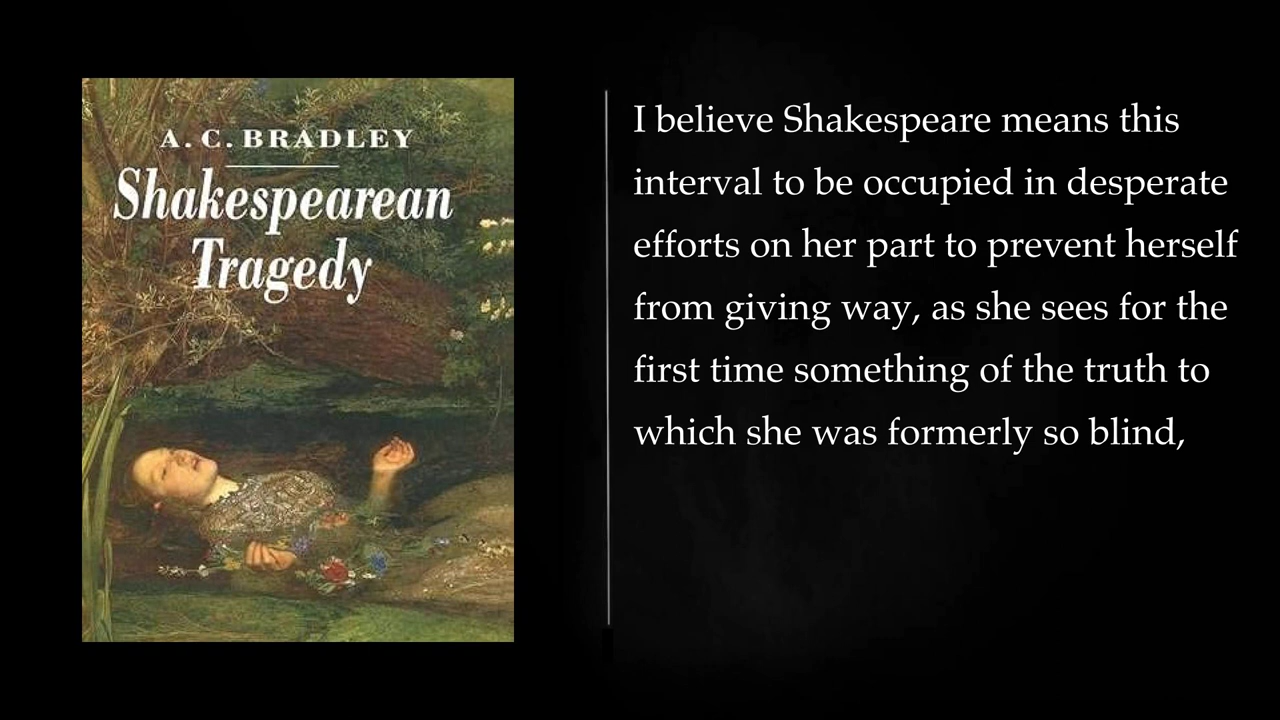 A. C. BRADLEY
Shakespearean
Tragedy
I believe Shakespeare means this
interval to be occupied in desperate
efforts on her part to prevent herself
from giving way, as she sees for the
first time something of the truth to
which she was formerly so blind,